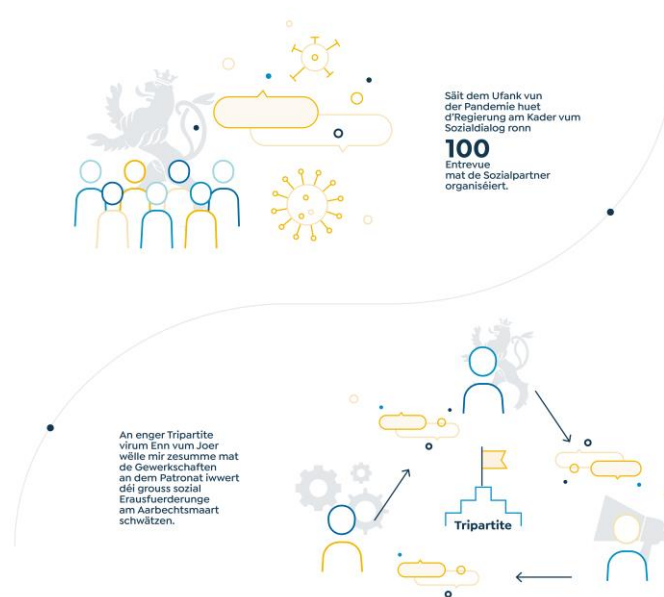 Säit dem Ufank vun
der Pandemie huet
d'Regierung am Kader vum
Sozialdialog ronn
100
Entrevue
mat de Sozialpartner
organiséiert.
An enger Tripartite
virum Enn vum Joer
wëlle mir zesumme mat
de Gewerkschaften
an dem Patronat iwwert
déi grouss sozial
Erausfuerderunge
am Aarbechtsmaart
schwätzen.
Tripartite